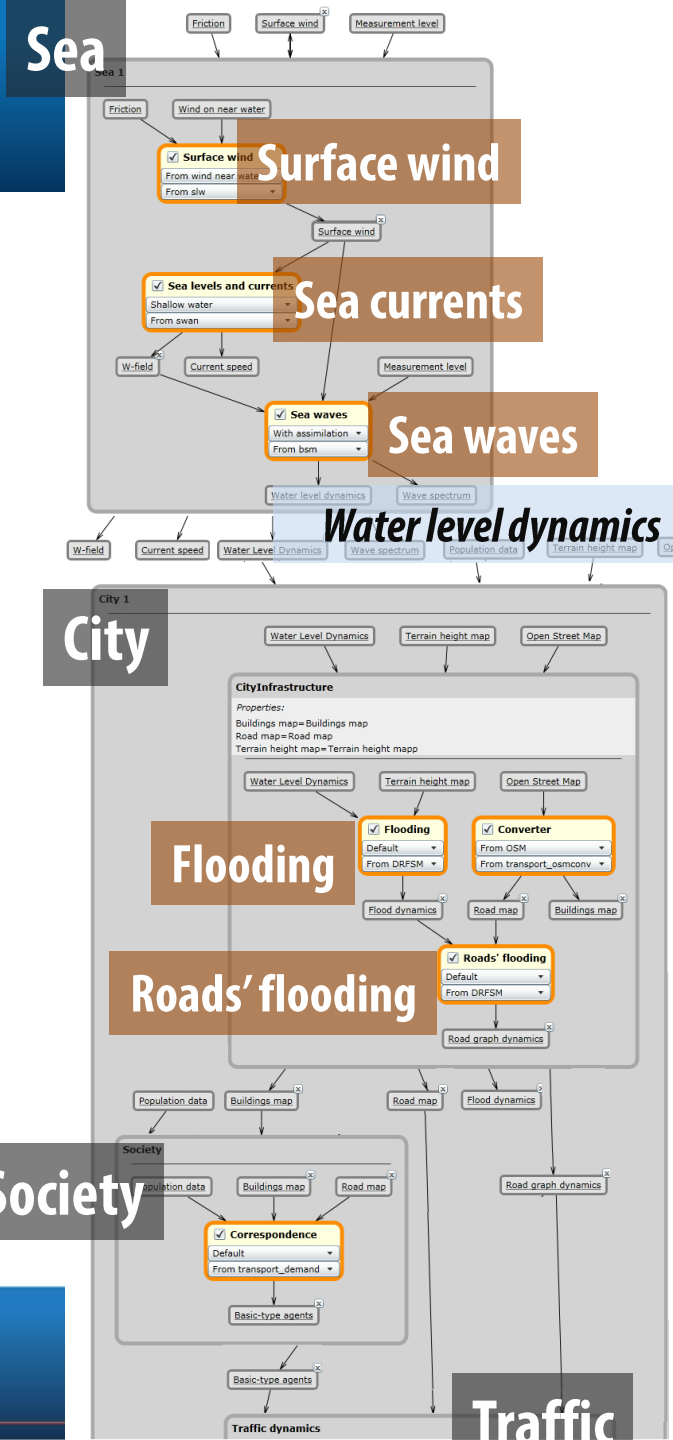 Sea
Friction
Surface wind
Measurement level
Sea 1
Friction
Wind on near water
Surface wind
From wind near water
From slw
Surface wind
Surface wind
Sea levels and currents
Shallow water
From swan
Sea currents
W-field
Current speed
Measurement level
Sea waves
With assimilation
From bsm
Sea waves
Water level dynamics
Wave spectrum
Water level dynamics
W-field
Current speed
Water Level Dynamics
Wave spectrum
Population data
Terrain height map
City 1
City
Water Level Dynamics
Terrain height map
Open Street Map
CityInfrastructure
Properties:
Buildings map=Buildings map
Road map=Road map
Terrain height map=Terrain height mapp
Water Level Dynamics
Terrain height map
Open Street Map
Flooding
Flooding
Default
From DRFSM
Converter
From OSM
From transport_osmconv
Flood dynamics
Road map
Buildings map
Roads’ flooding
Roads' flooding
Default
From DRFSM
Road graph dynamics
Population data
Buildings map
Road map
Flood dynamics
Society
Society
Population data
Buildings map
Road map
Road graph dynamics
Correspondence
Default
From transport_demand
Basic-type agents
Basic-type agents
Traffic
Traffic dynamics